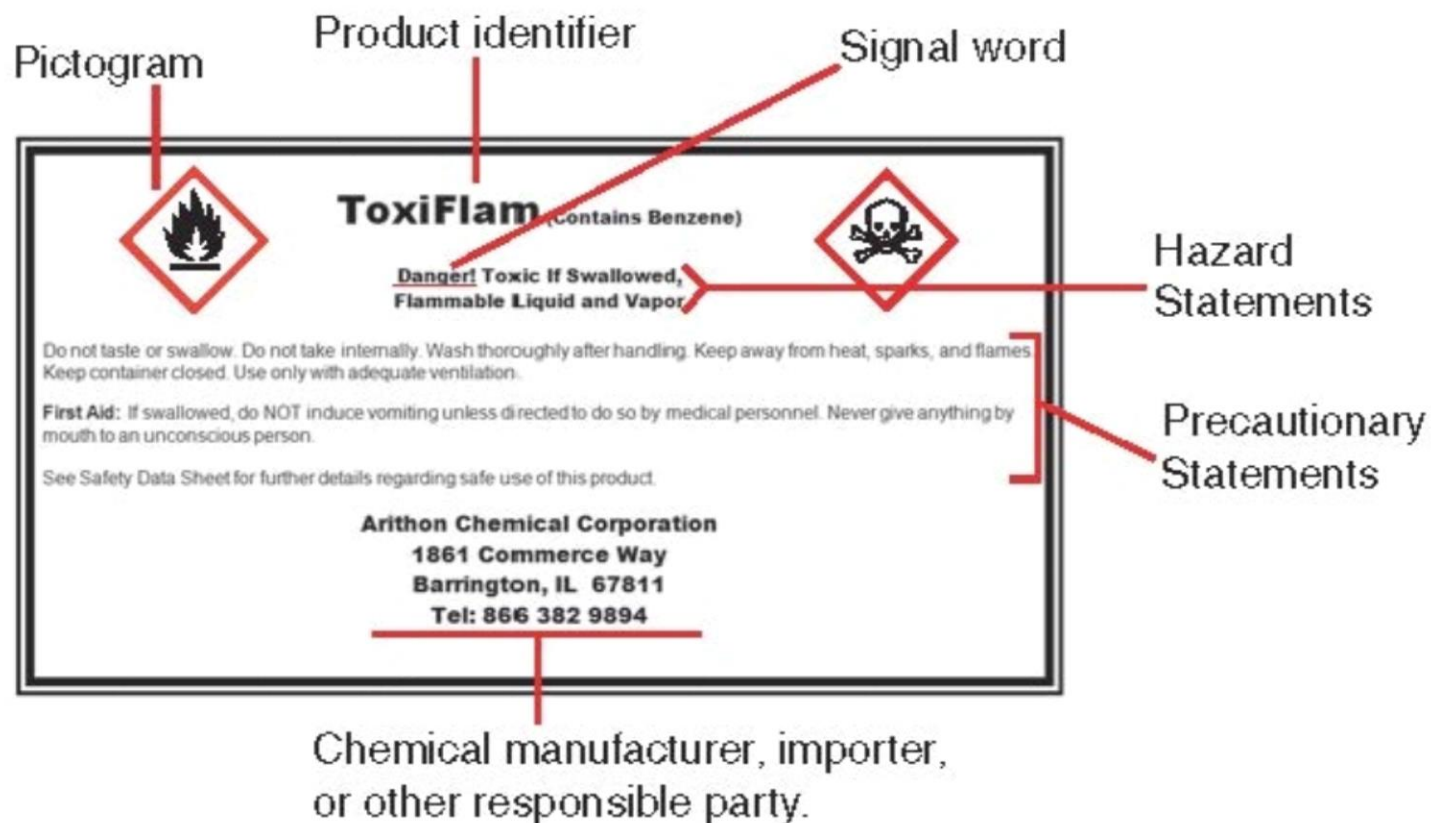 Pictogram
Product identifier
Signal word
ToxiFlam (Contains Benzene)
Danger! Toxic If Swallowed,
Flammable Liquid and Vapor
Hazard
Statements
Do not taste or swallow. Do not take internally. Wash thoroughly after handling. Keep away from heat, sparks, and flames.
Keep container closed. Use only with adequate ventilation.
First Aid: If swallowed, do NOT induce vomiting unless directed to do so by medical personnel. Never give anything by
mouth to an unconscious person.
See Safety Data Sheet for further details regarding safe use of this product.
Precautionary
Statements
Arithon Chemical Corporation
1861 Commerce Way
Barrington, IL 67811
Tel: 866 382 9894
Chemical manufacturer, importer,
or other responsible party.